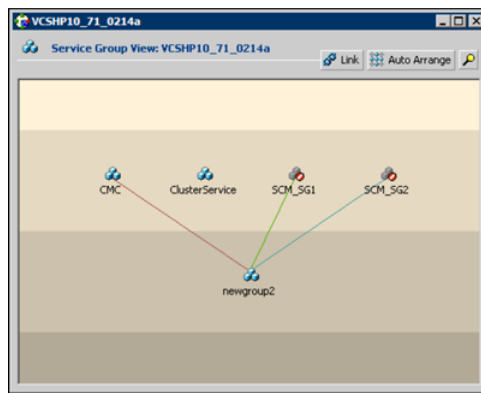 VCSHP10_71_0214a
Service Group View: VCSHP10_71_0214a
Link Auto Arrange
CMC ClusterService SCM_SG1 SCM_SG2
newgroup2